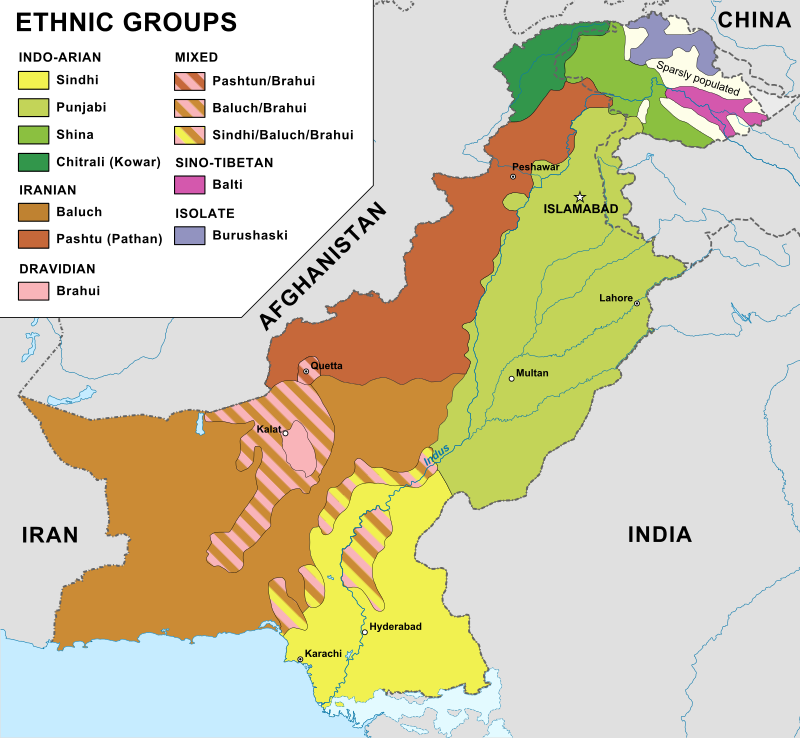 ETHNIC GROUPS
INDO-ARIAN
Sindhi
Punjabi
Shina
Chitrali (Kowar)
IRANIAN
Baluch
Pashtu (Pathan)
DRAVIDIAN
Brahui
MIXED
Pashtun/Brahui
Baluch/Brahui
Sindhi/Baluch/Brahui
SINO-TIBETAN
Balti
ISOLATE
Burushaski
CHINA
Sparsly populated
Peshawar
ISLAMABAD
AFGHANISTAN
Lahore
Quetta
Multan
Kalat
Indus
IRAN
INDIA
Hyderabad
Karachi